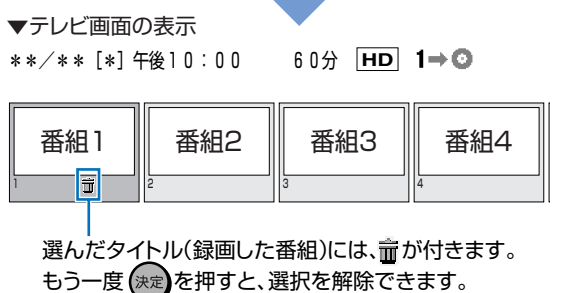 ▼テレビ画面の表示
**/** [*] 午後10:00 60分 HD 1➡
番組1 番組2 番組3 番組4
1 2 3 4
選んだタイトル(録画した番組)には、が付きます。
もう一度 決定 を押すと、選択を解除できます。